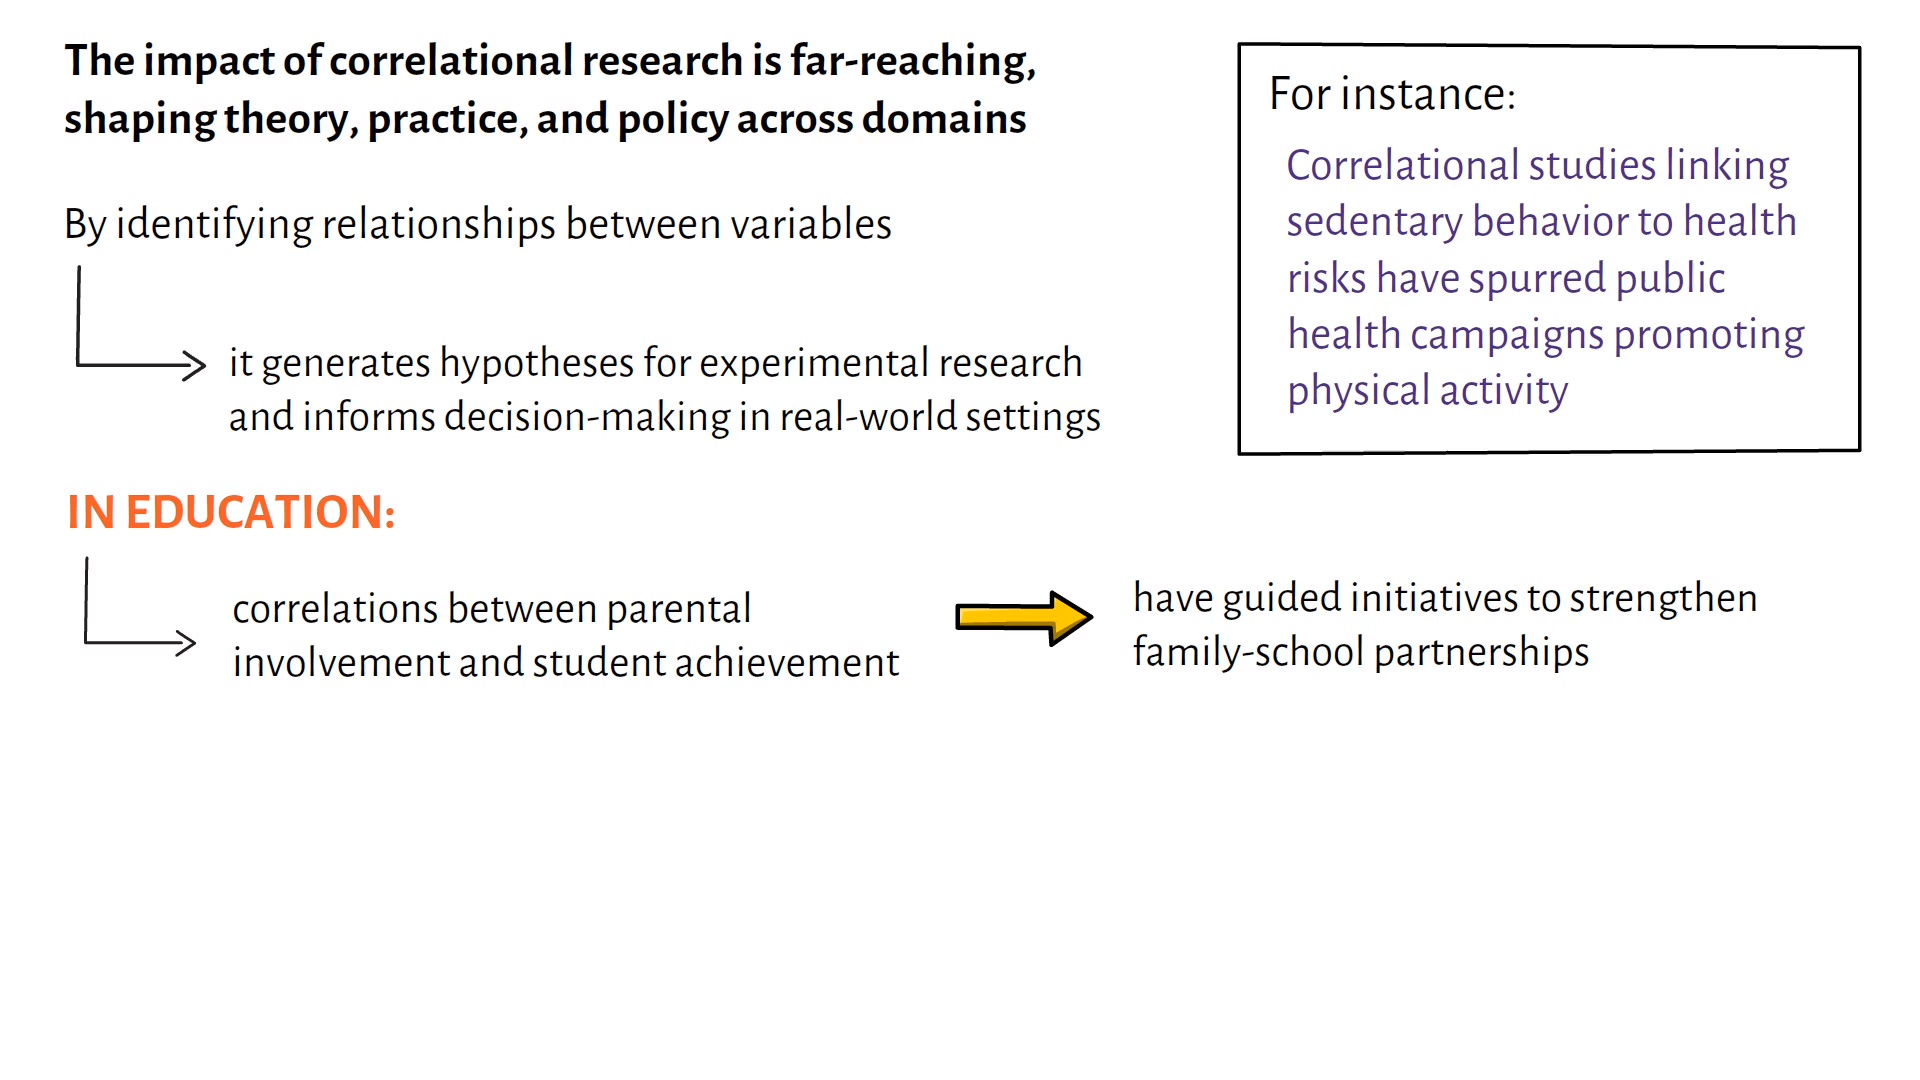 The impact of correlational research is far-reaching,
shaping theory, practice, and policy across domains
By identifying relationships between variables
it generates hypotheses for experimental research
and informs decision-making in real-world settings
For instance:
Correlational studies linking
sedentary behavior to health
risks have spurred public
health campaigns promoting
physical activity
IN EDUCATION:
correlations between parental
involvement and student achievement
have guided initiatives to strengthen
family-school partnerships